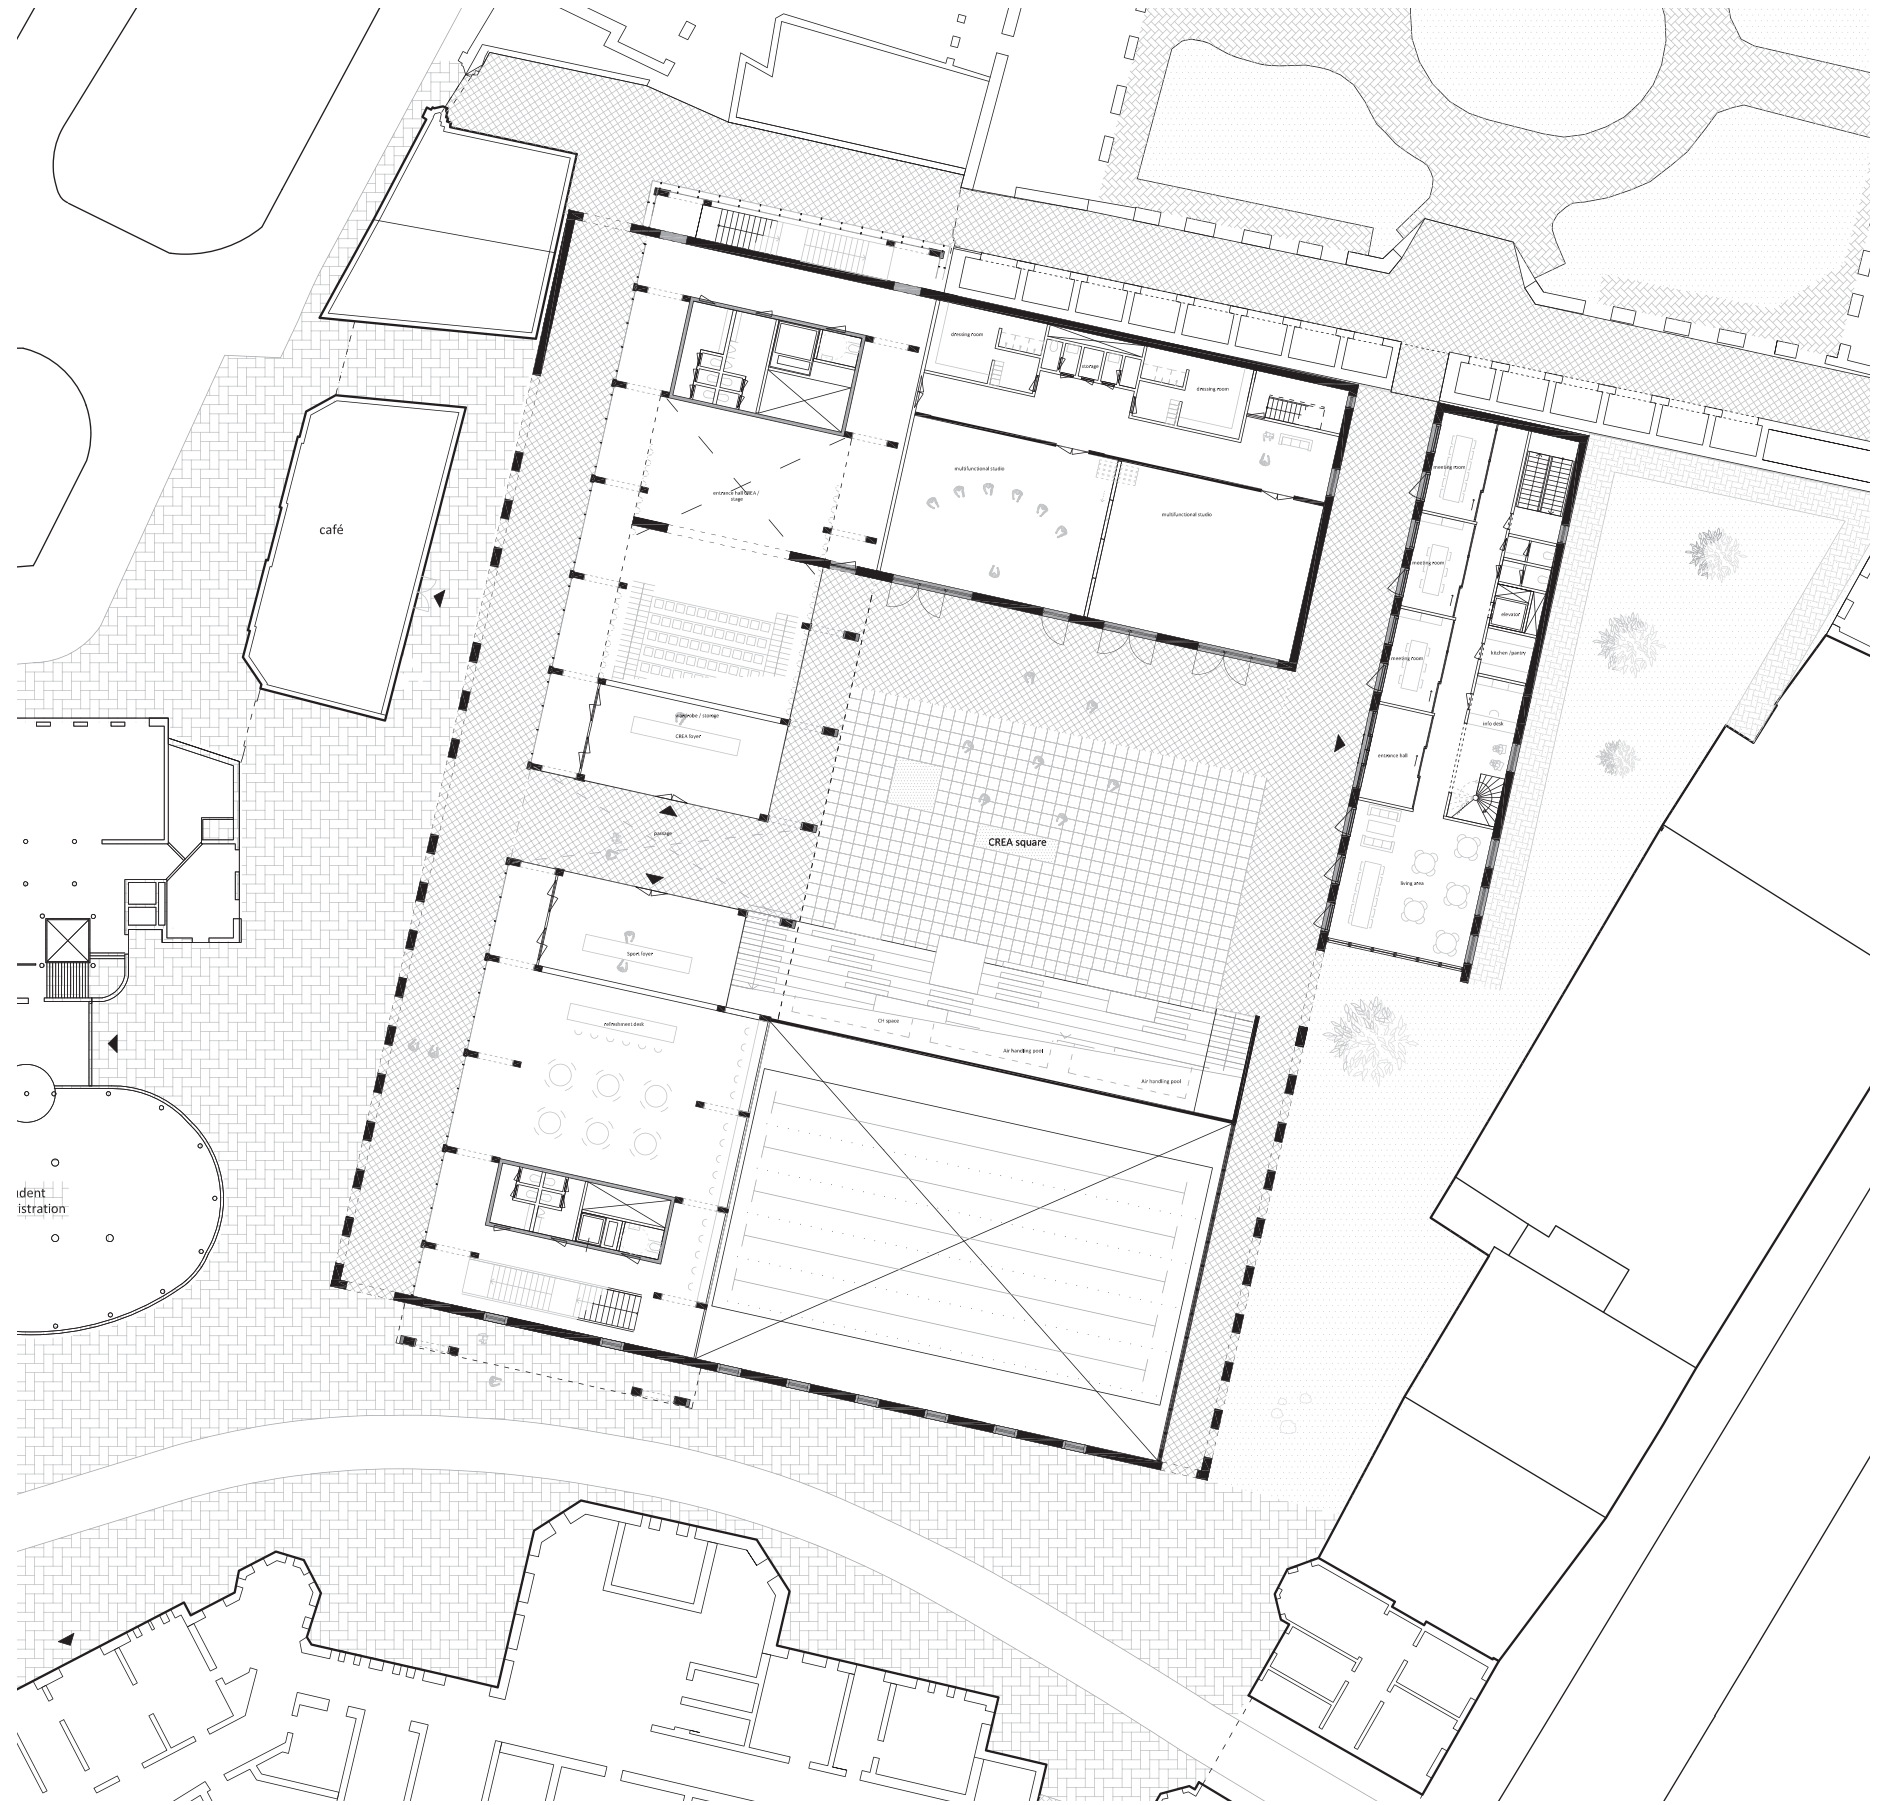 dressing room
storage
dressing room
multifunctional studio
meeting room
entrance hall CREA /
stage
multifunctional studio
café
meeting room
elevator
kitchen /pantry
meeting room
wardrobe / storage
CREA foyer
info desk
entrance hall
passage
CREA square
living area
Sport foyer
refreshment desk
CH space
Air handling pool
Air handling pool
udent
istration